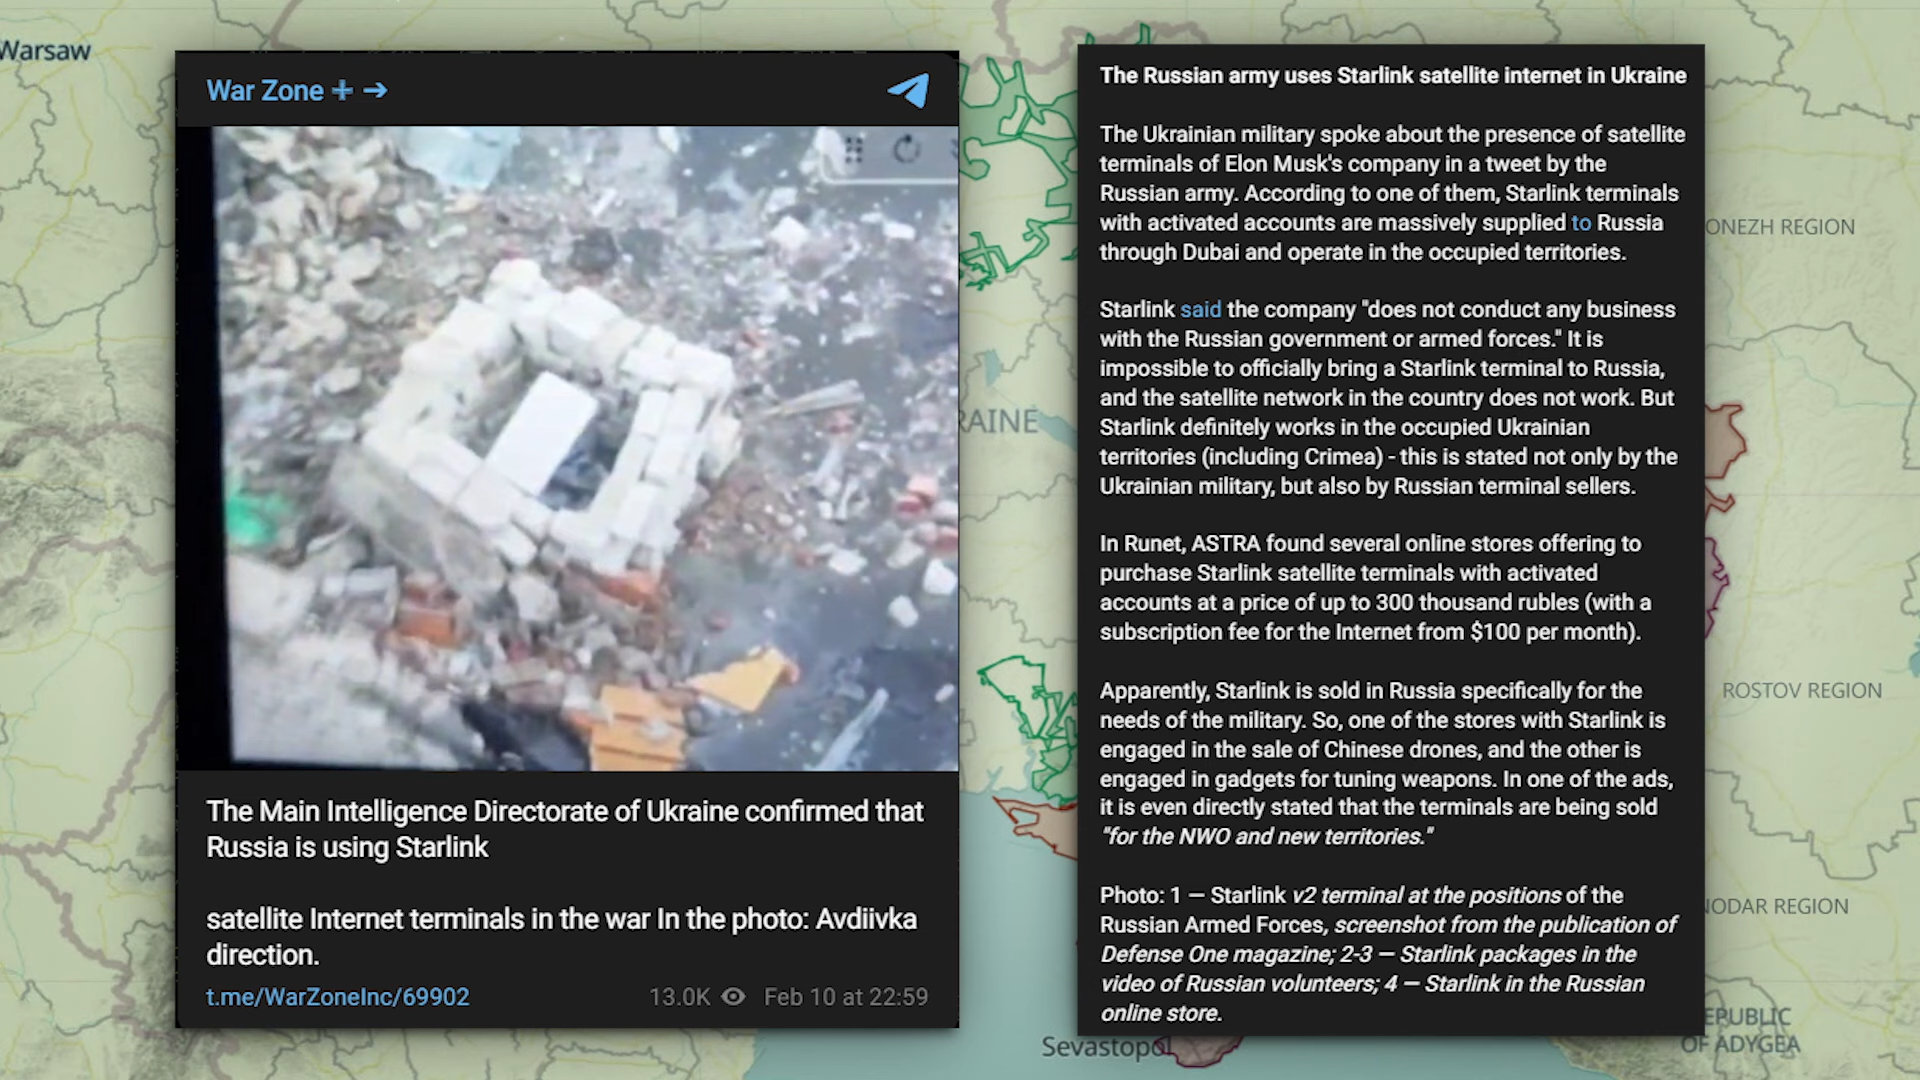 Warsaw
War Zone + →
The Main Intelligence Directorate of Ukraine confirmed that
Russia is using Starlink
satellite Internet terminals in the war In the photo: Avdiivka
direction.
t.me/WarZoneInc/69902 13.0K Feb 10 at 22:59
The Russian army uses Starlink satellite internet in Ukraine
The Ukrainian military spoke about the presence of satellite
terminals of Elon Musk's company in a tweet by the
Russian army. According to one of them, Starlink terminals
with activated accounts are massively supplied to Russia
through Dubai and operate in the occupied territories.
Starlink said the company "does not conduct any business
with the Russian government or armed forces." It is
impossible to officially bring a Starlink terminal to Russia,
and the satellite network in the country does not work. But
Starlink definitely works in the occupied Ukrainian
territories (including Crimea) - this is stated not only by the
Ukrainian military, but also by Russian terminal sellers.
In Runet, ASTRA found several online stores offering to
purchase Starlink satellite terminals with activated
accounts at a price of up to 300 thousand rubles (with a
subscription fee for the Internet from $100 per month).
Apparently, Starlink is sold in Russia specifically for the
needs of the military. So, one of the stores with Starlink is
engaged in the sale of Chinese drones, and the other is
engaged in gadgets for tuning weapons. In one of the ads,
it is even directly stated that the terminals are being sold
"for the NWO and new territories."
Photo: 1 — Starlink v2 terminal at the positions of the
Russian Armed Forces, screenshot from the publication of
Defense One magazine; 2-3 — Starlink packages in the
video of Russian volunteers; 4 — Starlink in the Russian
online store.
RAINE
ONEZH REGION
ROSTOV REGION
NODAR REGION
EPUBLIC
OF ADYGEA
Sevastopol